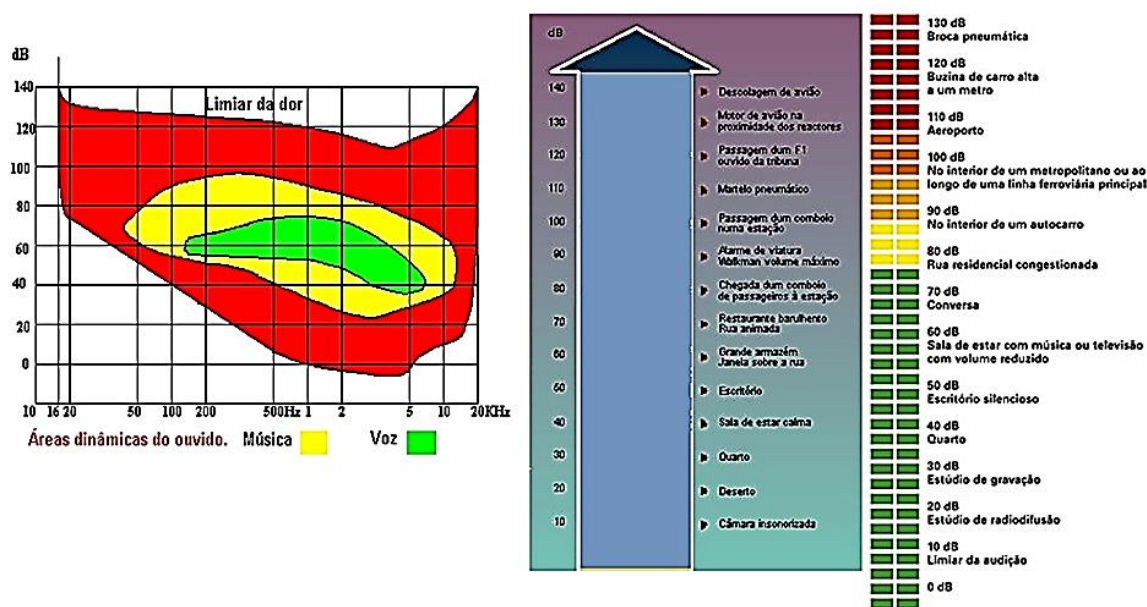 dB
140
120
100
80
60
40
20
0
Limiar da dor
10 16 20 50 100 200 500Hz 1 2 5 10 20KHz
Áreas dinâmicas do ouvido. Música Voz
dB
140 Descolagem de avião
130 Motor de avião na
proximidade dos reactores
120 Passagem dum F1
ouvido da tribuna
110 Martelo pneumático
100 Passagem dum comboio
numa estação
90 Alarme de viatura
Walkman volume máximo
80 Chegada dum comboio
de passageiros à estação
70 Restaurante barulhento
Rua animada
60 Grande armazém
Janela sobre a rua
50 Escritório
40 Sala de estar calma
30 Quarto
20 Deserto
10 Câmara insonorizada
130 dB
Broca pneumática
120 dB
Buzina de carro alta
a um metro
110 dB
Aeroporto
100 dB
No interior de um metropolitano ou ao
longo de uma linha ferroviária principal
90 dB
No interior de um autocarro
80 dB
Rua residencial congestionada
70 dB
Conversa
60 dB
Sala de estar com música ou televisão
com volume reduzido
50 dB
Escritório silencioso
40 dB
Quarto
30 dB
Estúdio de gravação
20 dB
Estúdio de radiodifusão
10 dB
Limiar da audição
0 dB